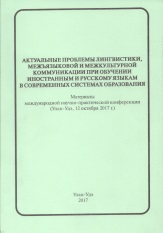 АКТУАЛЬНЫЕ ПРОБЛЕМЫ ЛИНГВИСТИКИ,
МЕЖЪЯЗЫКОВОЙ И МЕЖКУЛЬТУРНОЙ
КОММУНИКАЦИИ ПРИ ОБУЧЕНИИ
ИНОСТРАННЫМ И РУССКОМУ ЯЗЫКАМ
В СОВРЕМЕННЫХ СИСТЕМАХ ОБРАЗОВАНИЯ
Материалы
международной научно-практической конференции
(Улан-Удэ, 12 октября 2017 г.)
Улан-Удэ
2017